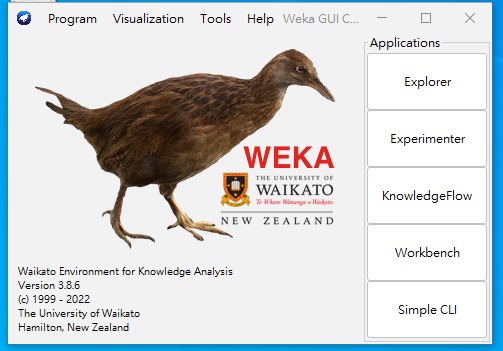 Program Visualization Tools Help Weka GUI C...
Applications
Explorer
Experimenter
KnowledgeFlow
Workbench
Simple CLI
WEKA
THE UNIVERSITY OF
WAIKATO
Te Whare Wānanga o Waikato
NEW ZEALAND
Waikato Environment for Knowledge Analysis
Version 3.8.6
(c) 1999 - 2022
The University of Waikato
Hamilton, New Zealand